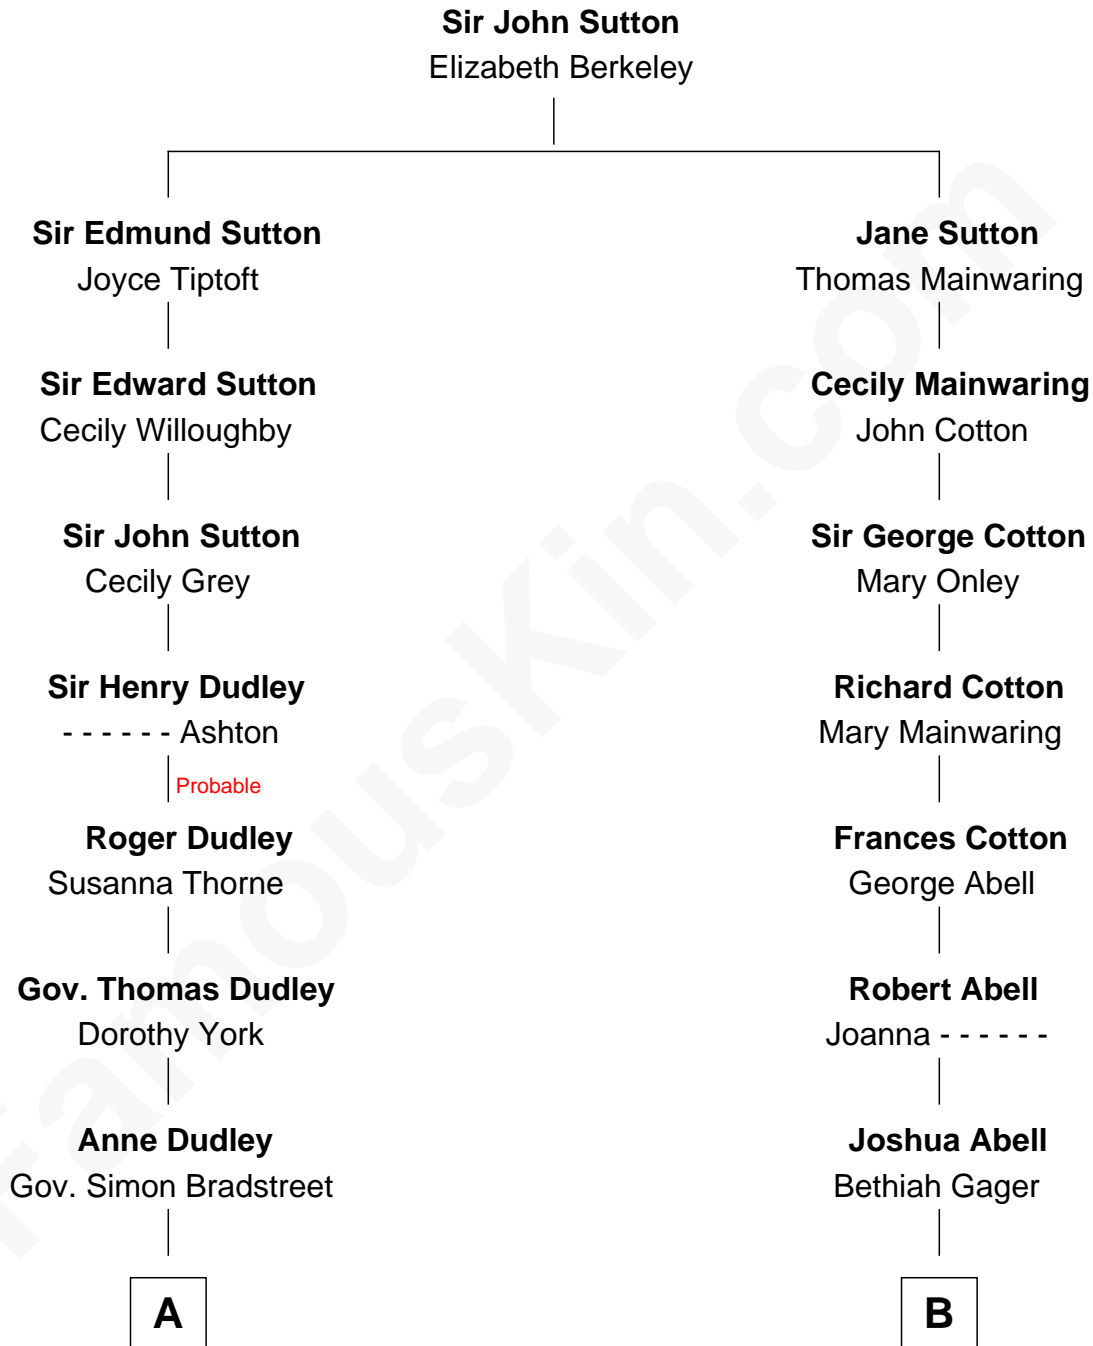 Sir John Sutton
Elizabeth Berkeley
Sir Edmund Sutton
Joyce Tiptoft
Jane Sutton
Thomas Mainwaring
Sir Edward Sutton
Cecily Willoughby
Cecily Mainwaring
John Cotton
Sir John Sutton
Cecily Grey
Sir George Cotton
Mary Onley
Sir Henry Dudley
- - - - - - Ashton
Probable
Richard Cotton
Mary Mainwaring
Roger Dudley
Susanna Thorne
Frances Cotton
George Abell
Gov. Thomas Dudley
Dorothy York
Robert Abell
Joanna - - - - - -
Anne Dudley
Gov. Simon Bradstreet
Joshua Abell
Bethiah Gager
A
B
FamousKin.com